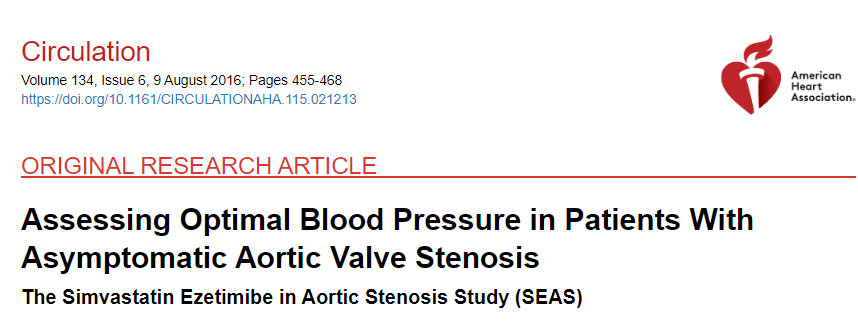 Circulation
Volume 134, Issue 6, 9 August 2016; Pages 455-468
https://doi.org/10.1161/CIRCULATIONAHA.115.021213
American
Heart
Association®
ORIGINAL RESEARCH ARTICLE
Assessing Optimal Blood Pressure in Patients With
Asymptomatic Aortic Valve Stenosis
The Simvastatin Ezetimibe in Aortic Stenosis Study (SEAS)